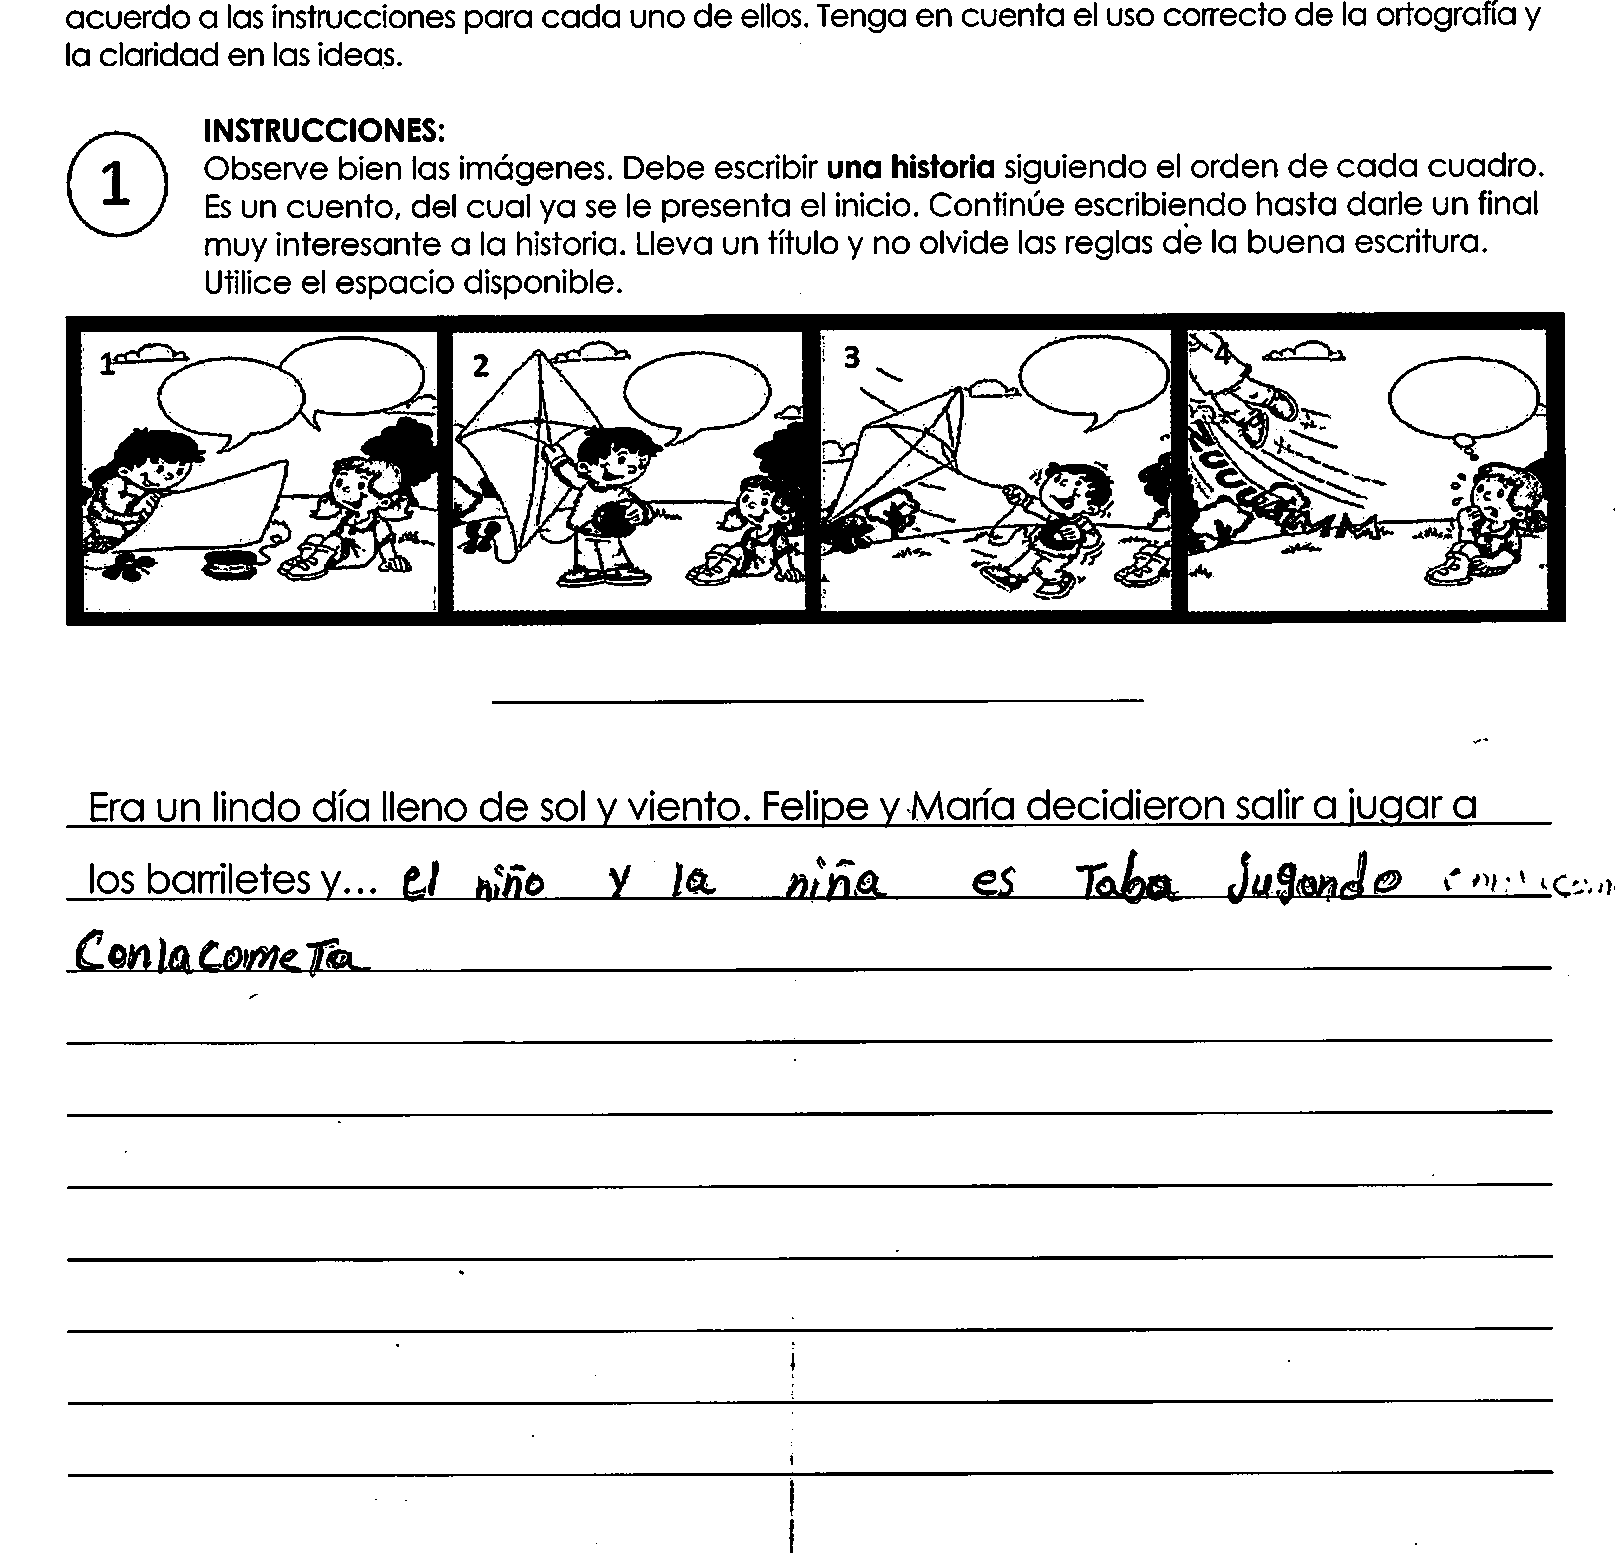 acuerdo a las instrucciones para cada uno de ellos. Tenga en cuenta el uso correcto de la ortografía y
la claridad en las ideas.
1
INSTRUCCIONES:
Observe bien las imágenes. Debe escribir una historia siguiendo el orden de cada cuadro.
Es un cuento, del cual ya se le presenta el inicio. Continúe escribiendo hasta darle un final
muy interesante a la historia. Lleva un título y no olvide las reglas de la buena escritura.
Utilice el espacio disponible.
1 2 3 4
Era un lindo día lleno de sol y viento. Felipe y María decidieron salir a jugar a
los barriletes y... el niño y la niña es Taba jugando
Con la cometa